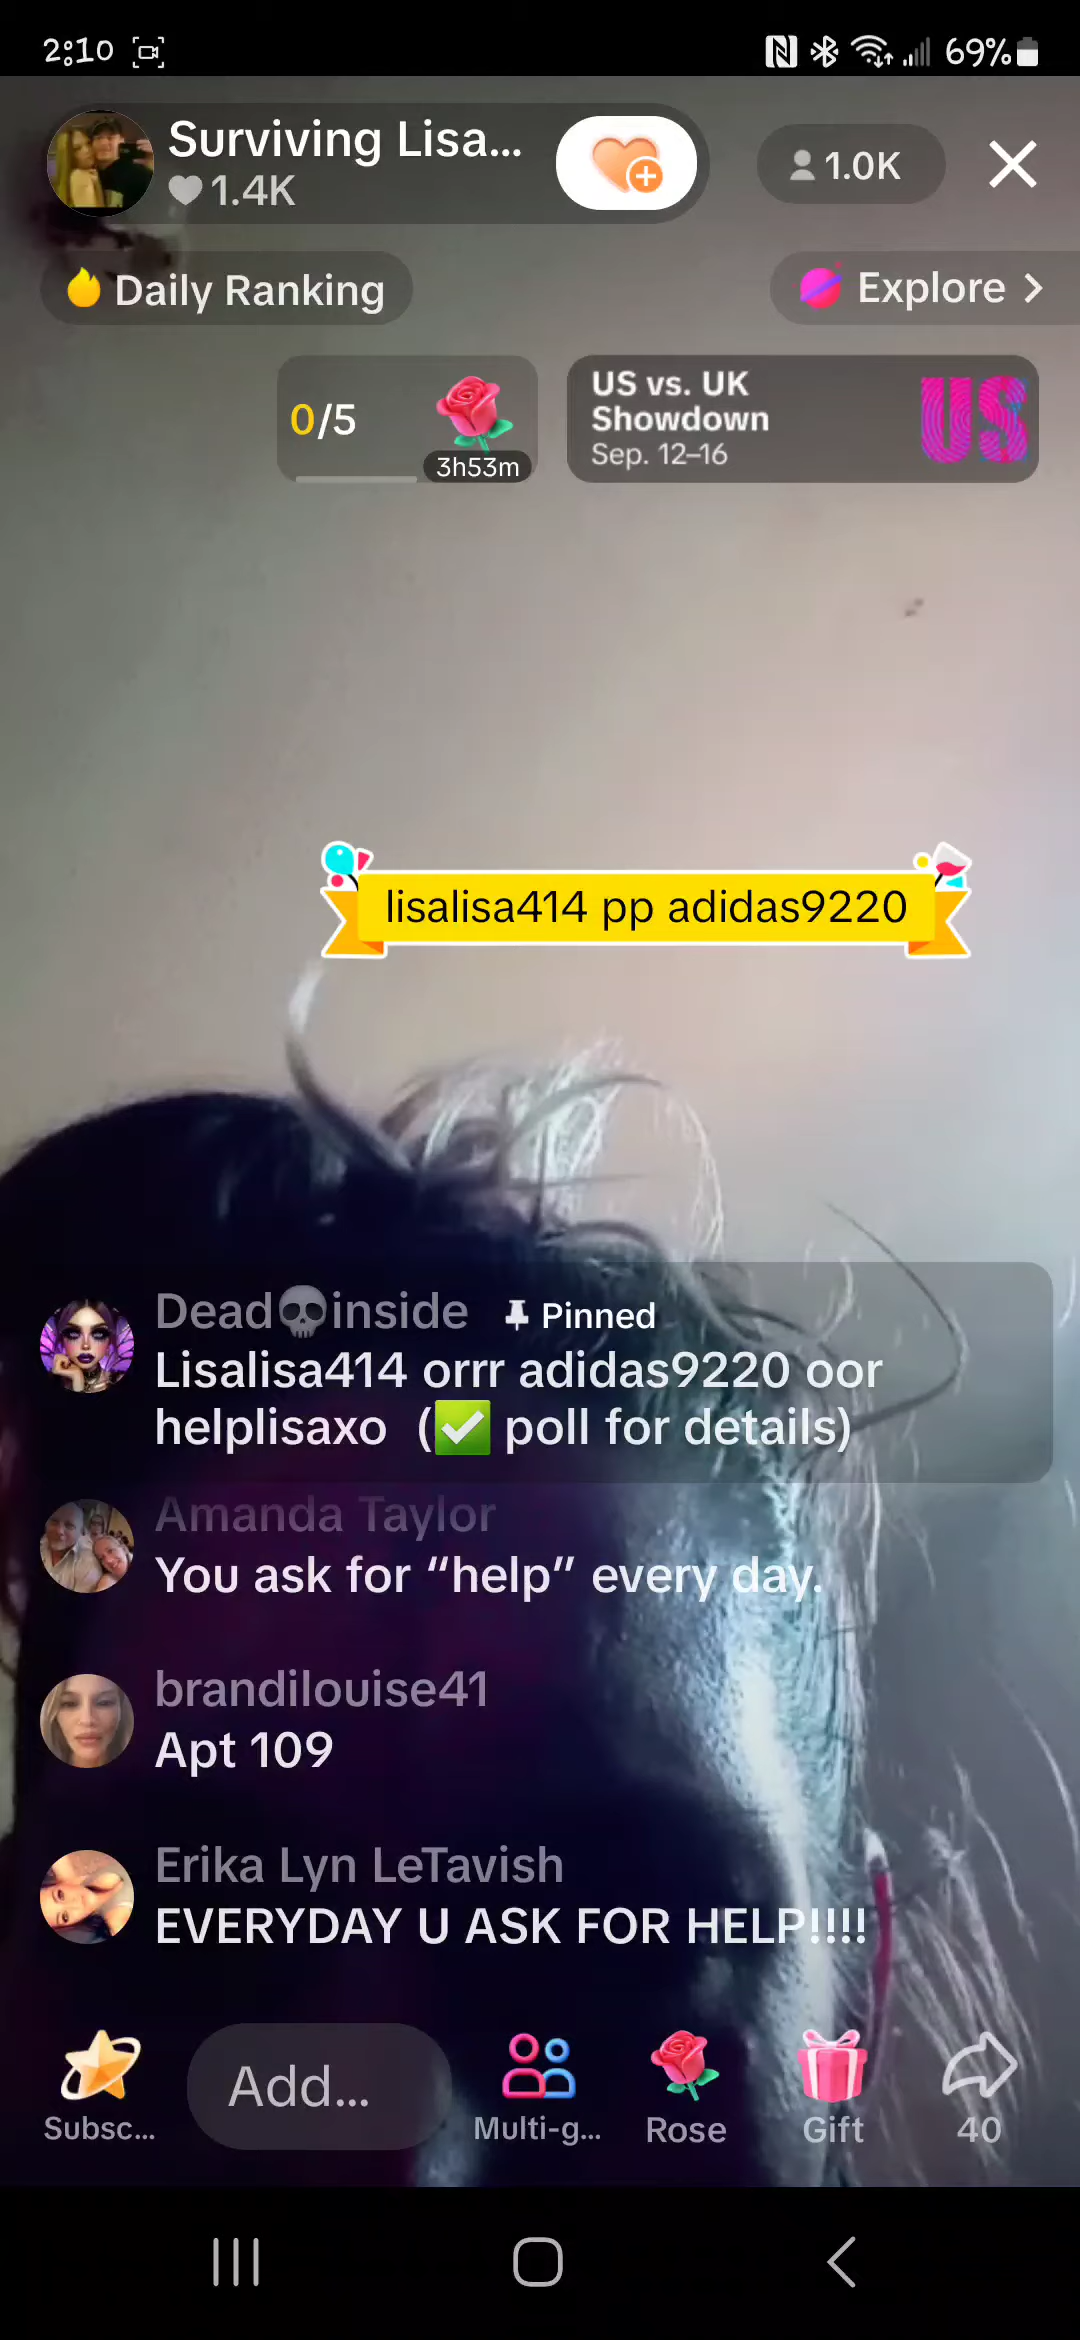 2:10
69%
Surviving Lisa...
1.4K
1.0K
Daily Ranking
Explore >
0/5
3h53m
US vs. UK
Showdown
Sep. 12–16
US
lisalisa414 pp adidas9220
Dead💀inside Pinned
Lisalisa414 orrr adidas9220 oor
helplisaxo (✅ poll for details)
Amanda Taylor
You ask for “help” every day.
brandilouise41
Apt 109
Erika Lyn LeTavish
EVERYDAY U ASK FOR HELP!!!!
Add...
Subsc...
Multi-g...
Rose
Gift
40